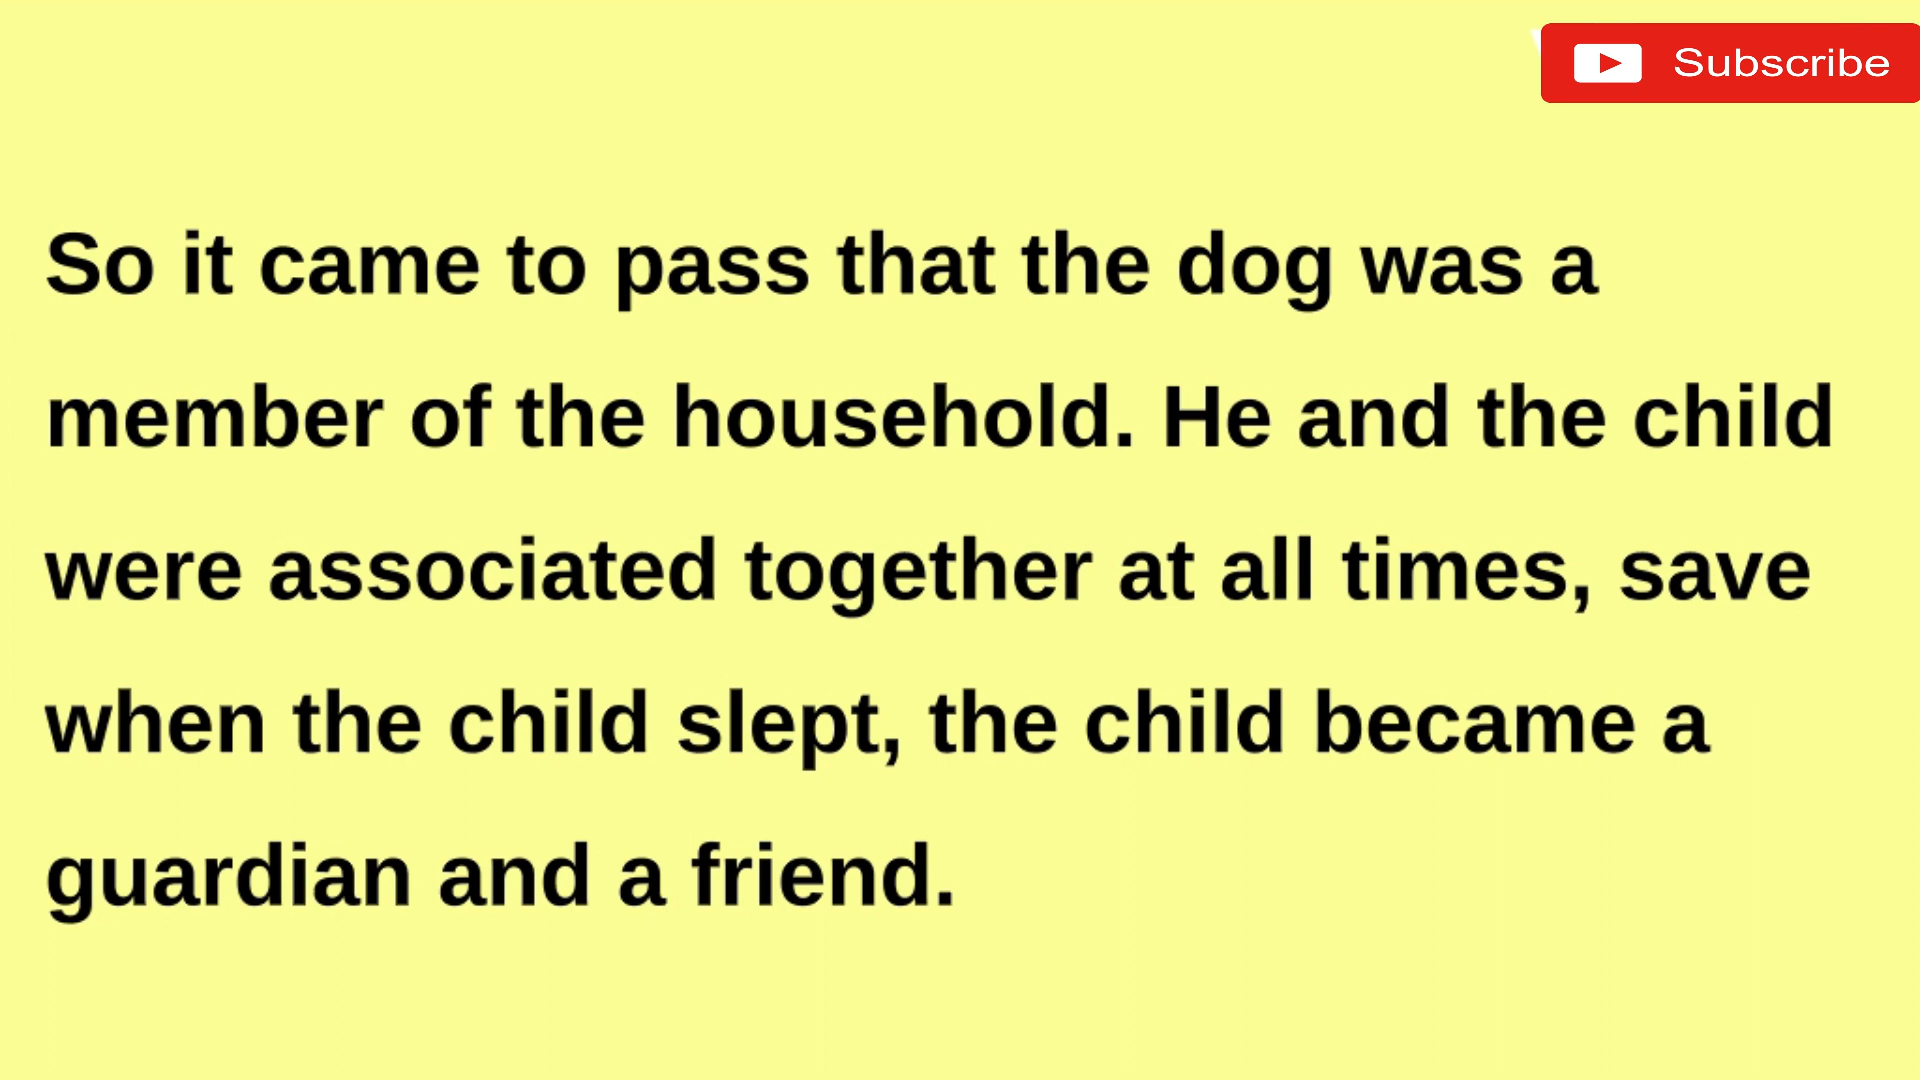 Subscribe
So it came to pass that the dog was a
member of the household. He and the child
were associated together at all times, save
when the child slept, the child became a
guardian and a friend.